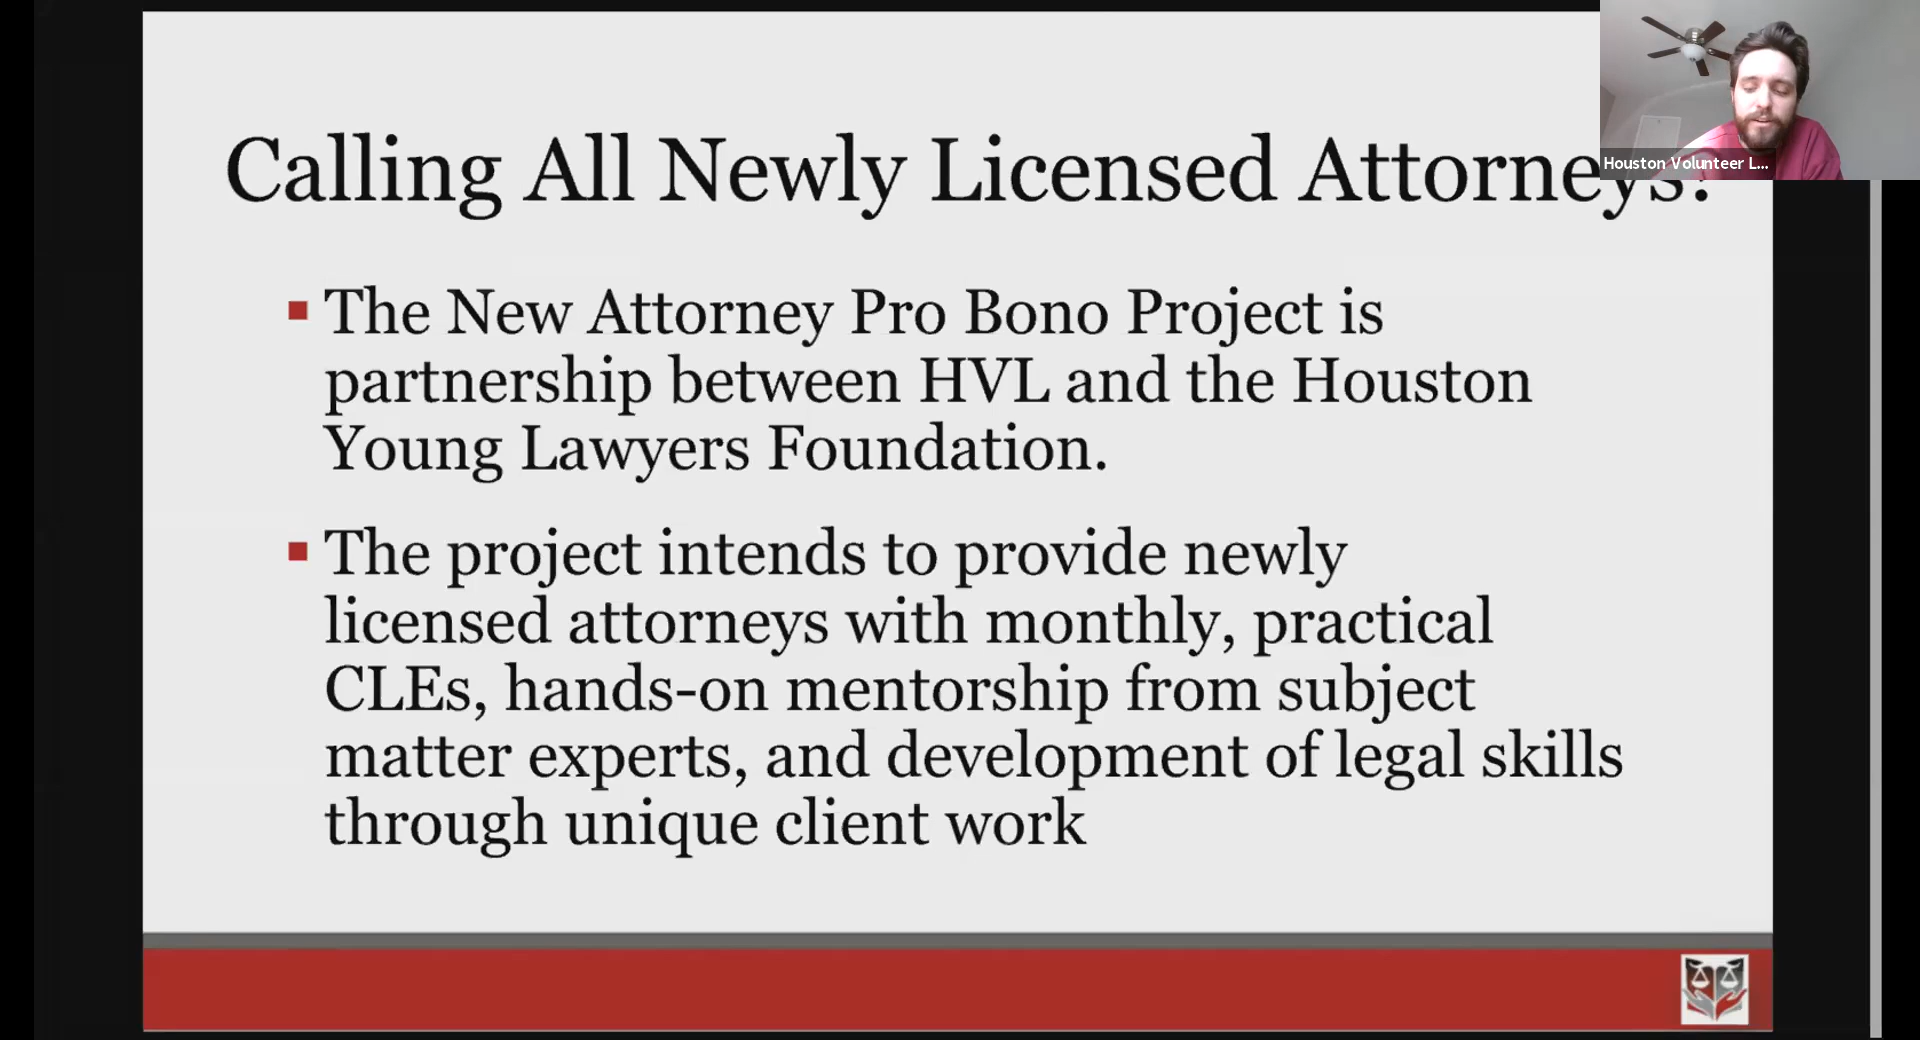 Calling All Newly Licensed Attorneys!
Houston Volunteer L...
The New Attorney Pro Bono Project is
partnership between HVL and the Houston
Young Lawyers Foundation.
The project intends to provide newly
licensed attorneys with monthly, practical
CLEs, hands-on mentorship from subject
matter experts, and development of legal skills
through unique client work